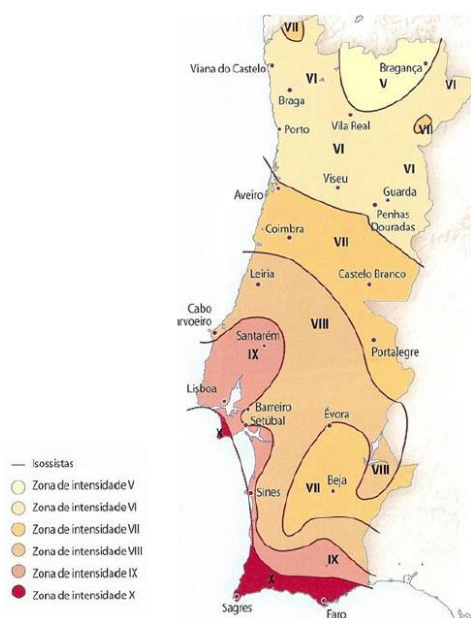 VII
Viana do Castelo
VI
Bragança
V
VI
Braga
Vila Real
Porto
VII
VI
VI
Viseu
Guarda
Aveiro
Penhas
Douradas
Coimbra
VII
Leiria
Castelo Branco
Cabo
arvoeiro
VIII
Santarém
IX
Portalegre
Lisboa
Barreiro
Setúbal
Évora
X
VIII
VII
Beja
Sines
IX
X
Sagres
Faro
Isossistas
Zona de intensidade V
Zona de intensidade VI
Zona de intensidade VII
Zona de intensidade VIII
Zona de intensidade IX
Zona de intensidade X